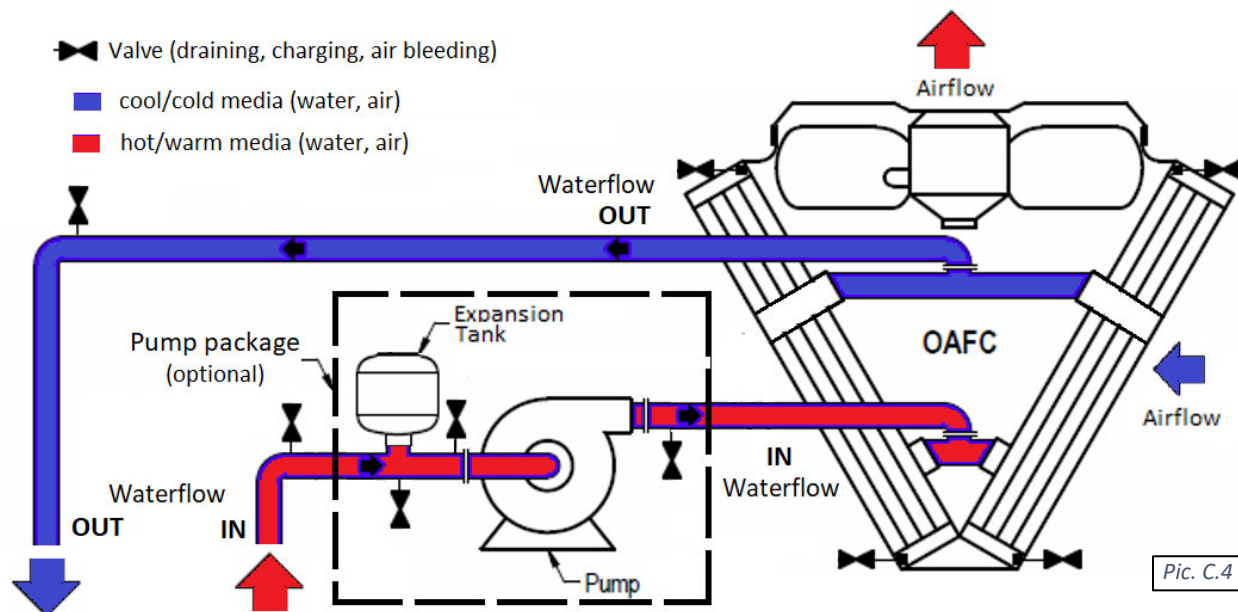 Valve (draining, charging, air bleeding)
cool/cold media (water, air)
hot/warm media (water, air)
Airflow
Waterflow
OUT
Expansion
Tank
Pump package
(optional)
OAFC
Airflow
IN
Waterflow
Waterflow
OUT
IN
Pump
Pic. C.4